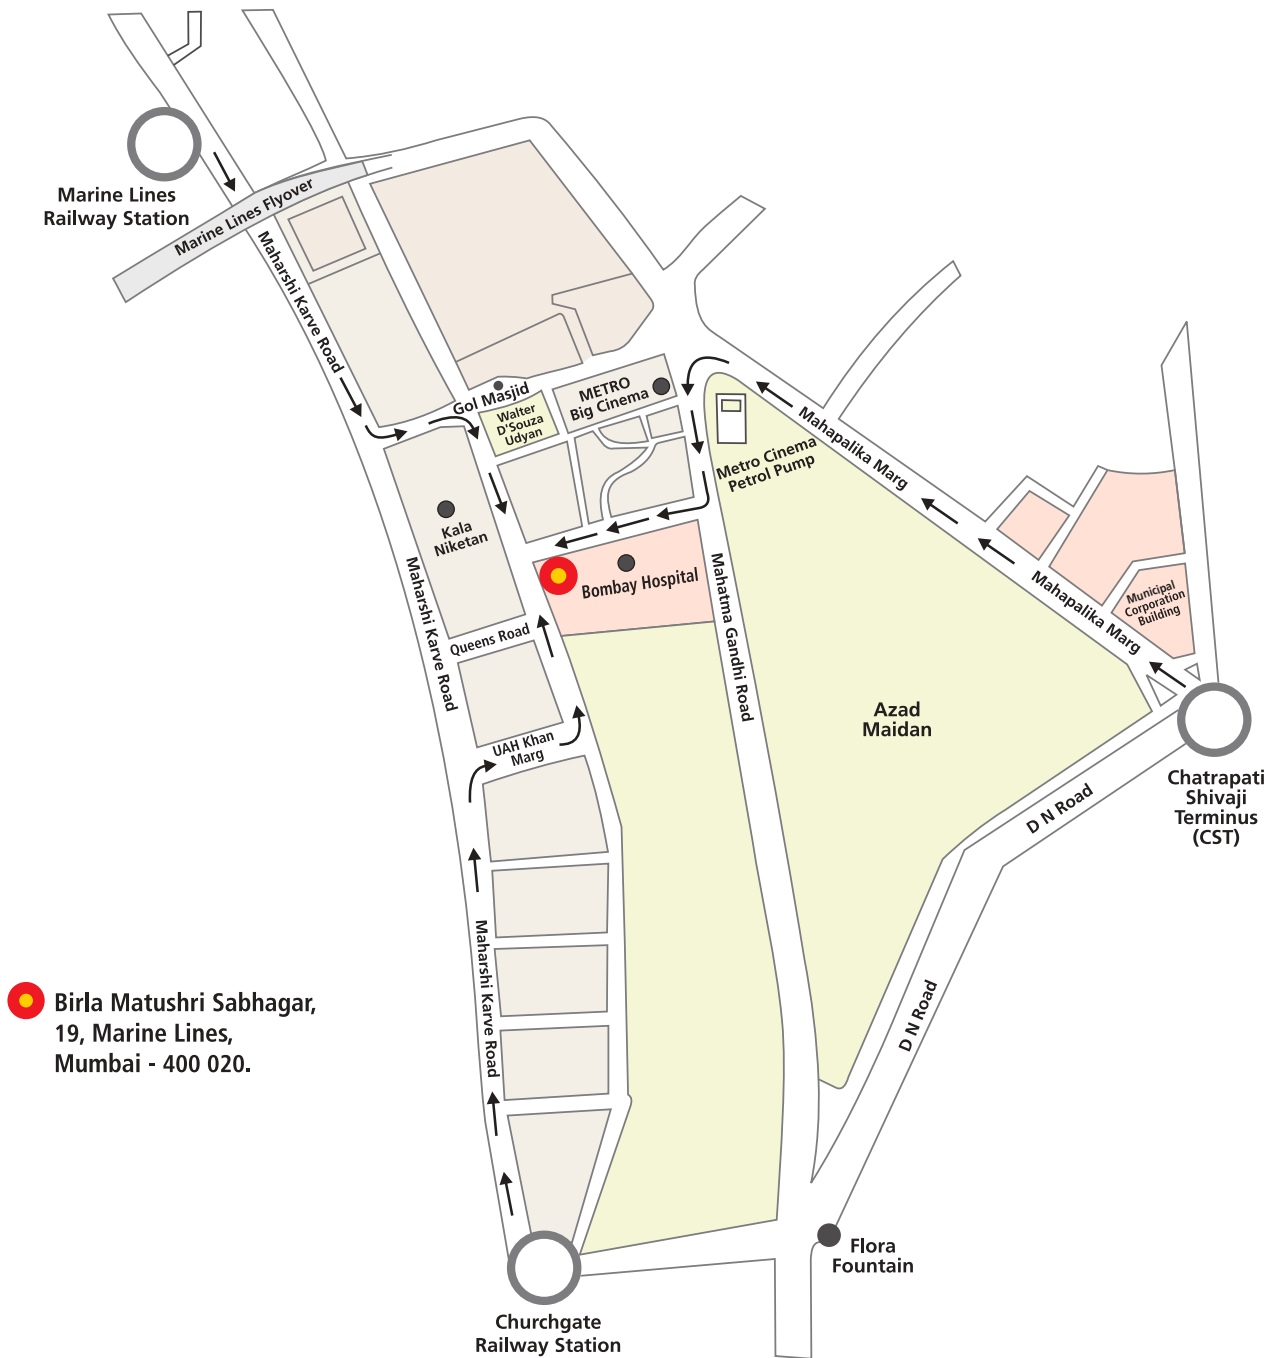 Marine Lines
Railway Station
Marine Lines Flyover
Maharshi Karve Road
Gol Masjid
METRO
Big Cinema
Walter
D'Souza
Udyan
Metro Cinema
Petrol Pump
Mahapalika Marg
Kala
Niketan
Bombay Hospital
Mahapalika Marg
Municipal
Corporation
Building
Maharshi Karve Road
Queens Road
Mahatma Gandhi Road
Azad
Maidan
UAH Khan
Marg
Chatrapati
Shivaji
Terminus
(CST)
D N Road
Maharshi Karve Road
D N Road
Birla Matushri Sabhagar,
19, Marine Lines,
Mumbai - 400 020.
Flora
Fountain
Churchgate
Railway Station